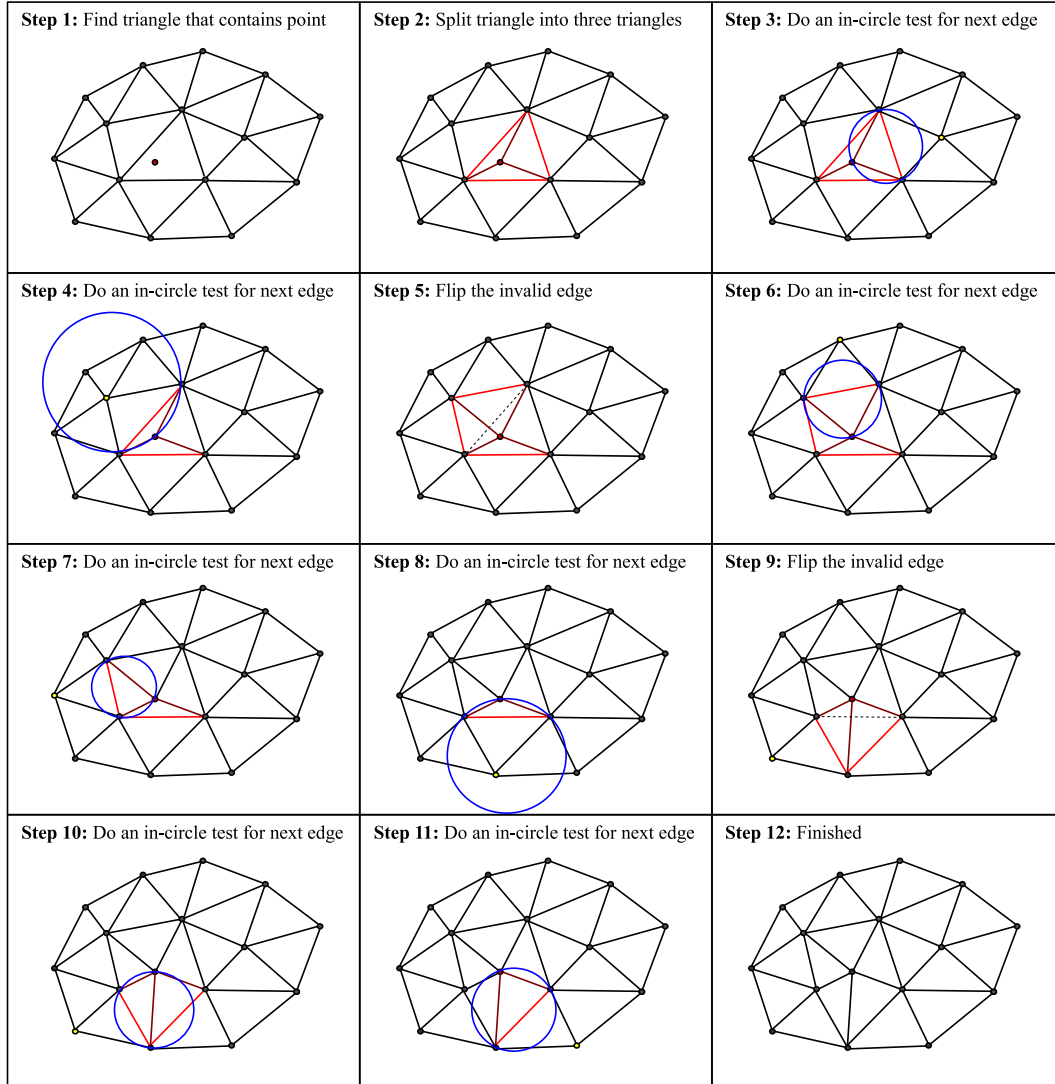 Step 1: Find triangle that contains point
Step 2: Split triangle into three triangles
Step 3: Do an in-circle test for next edge
Step 4: Do an in-circle test for next edge
Step 5: Flip the invalid edge
Step 6: Do an in-circle test for next edge
Step 7: Do an in-circle test for next edge
Step 8: Do an in-circle test for next edge
Step 9: Flip the invalid edge
Step 10: Do an in-circle test for next edge
Step 11: Do an in-circle test for next edge
Step 12: Finished